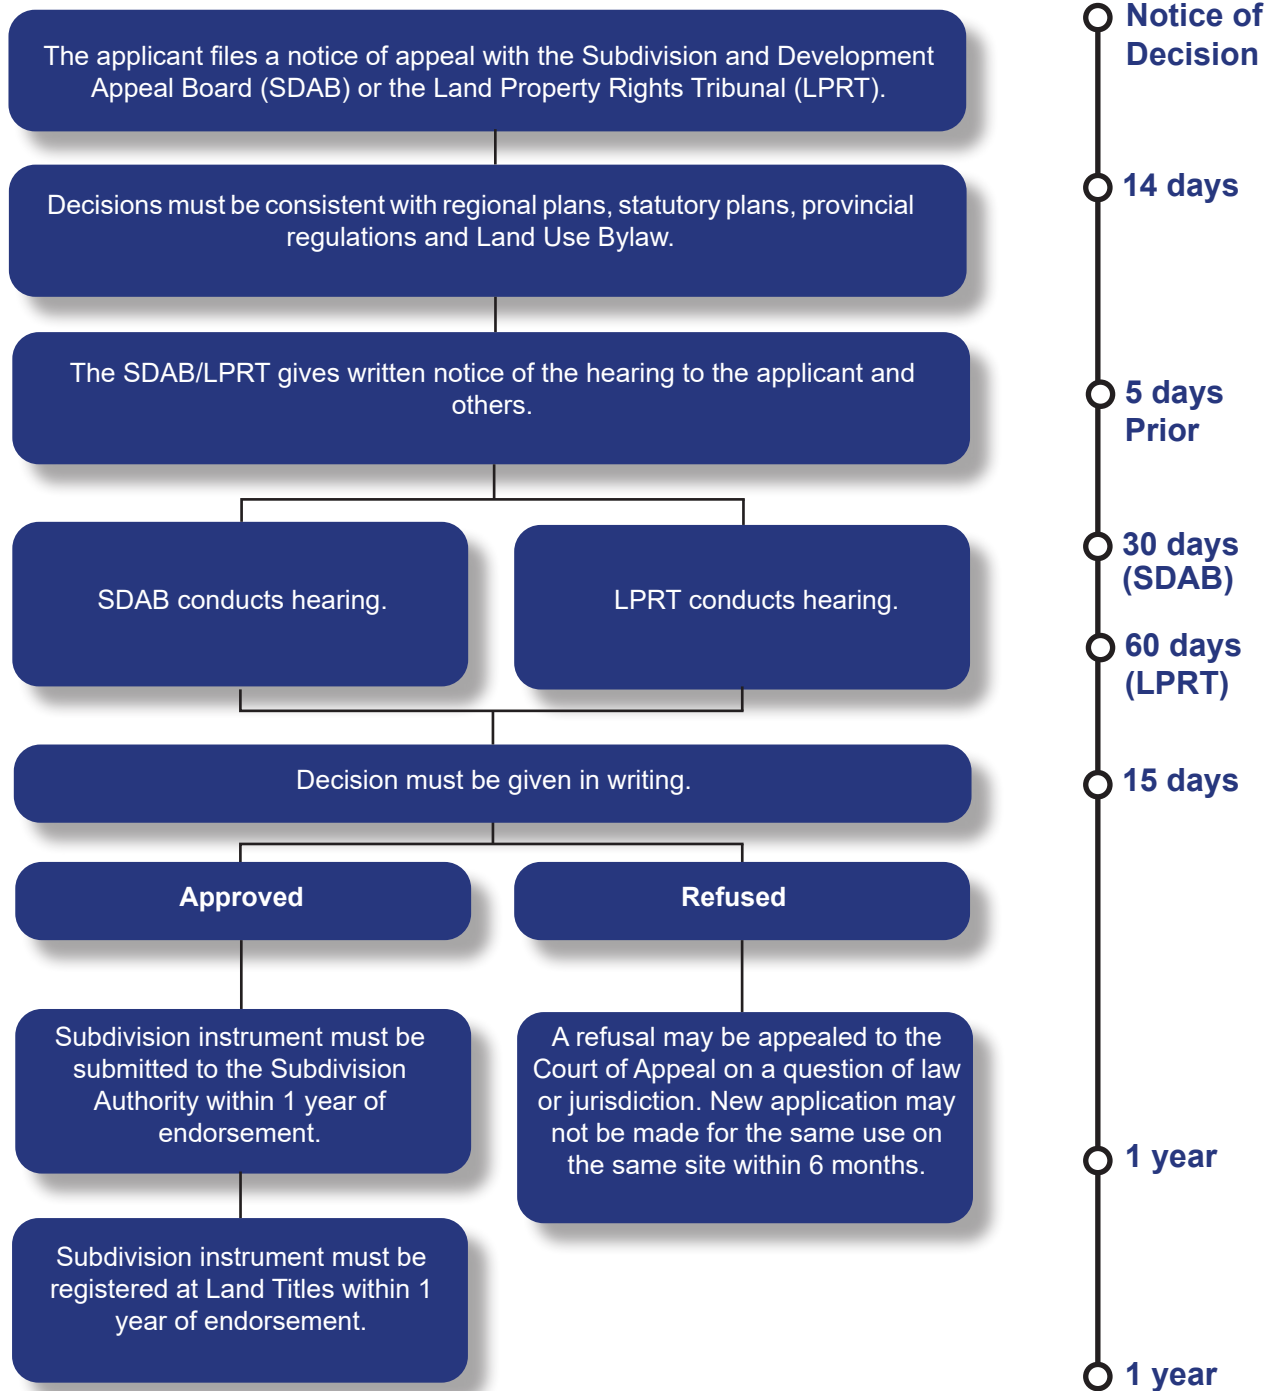 The applicant files a notice of appeal with the Subdivision and Development
Appeal Board (SDAB) or the Land Property Rights Tribunal (LPRT).
Notice of
Decision
Decisions must be consistent with regional plans, statutory plans, provincial
regulations and Land Use Bylaw.
14 days
The SDAB/LPRT gives written notice of the hearing to the applicant and
others.
5 days
Prior
SDAB conducts hearing.
LPRT conducts hearing.
30 days
(SDAB)
60 days
(LPRT)
Decision must be given in writing.
15 days
Approved
Refused
Subdivision instrument must be
submitted to the Subdivision
Authority within 1 year of
endorsement.
A refusal may be appealed to the
Court of Appeal on a question of law
or jurisdiction. New application may
not be made for the same use on
the same site within 6 months.
1 year
Subdivision instrument must be
registered at Land Titles within 1
year of endorsement.
1 year